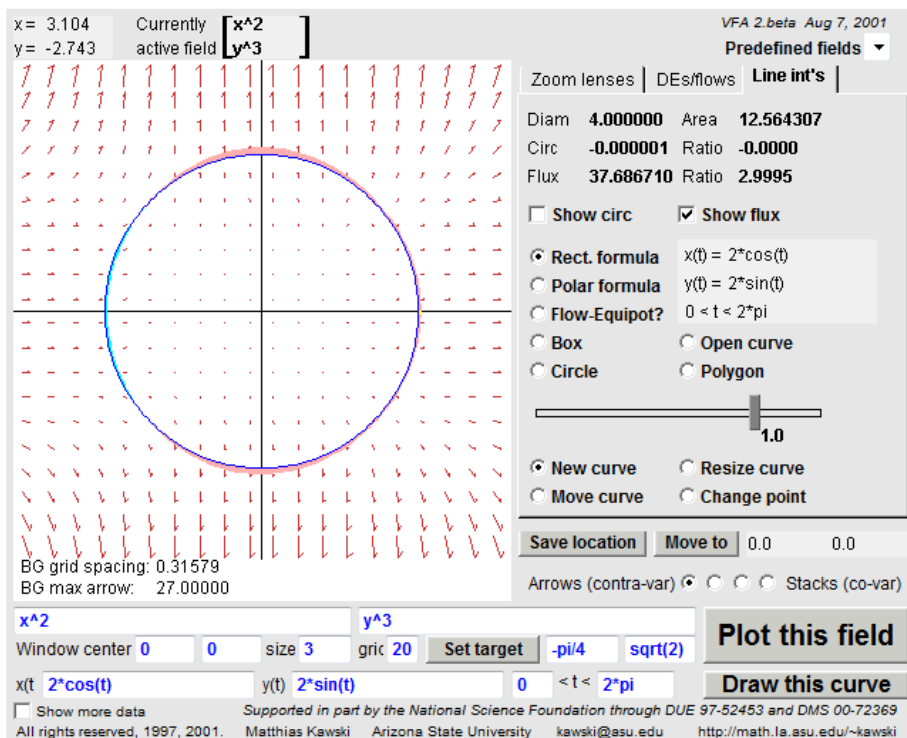 x = 3.104 Currently x^2 VFA 2.beta Aug 7, 2001
y = -2.743 active field y^3 Predefined fields
Zoom lenses DEs/flows Line int's
Diam 4.000000 Area 12.564307
Circ -0.000001 Ratio -0.0000
Flux 37.686710 Ratio 2.9995
Show circ Show flux
Rect. formula x(t) = 2*cos(t)
Polar formula y(t) = 2*sin(t)
Flow-Equipot? 0 < t < 2*pi
Box Open curve
Circle Polygon
1.0
New curve Resize curve
Move curve Change point
Save location Move to 0.0 0.0
BG grid spacing: 0.31579
BG max arrow: 27.00000 Arrows (contra-var) Stacks (co-var)
x^2 y^3 Plot this field
Window center 0 0 size 3 gric 20 Set target -pi/4 sqrt(2)
x(t 2*cos(t) y(t) 2*sin(t) 0 < t < 2*pi Draw this curve
Show more data Supported in part by the National Science Foundation through DUE 97-52453 and DMS 00-72369
All rights reserved, 1997, 2001. Matthias Kawski Arizona State University kawski@asu.edu http://math.la.asu.edu/~kawski